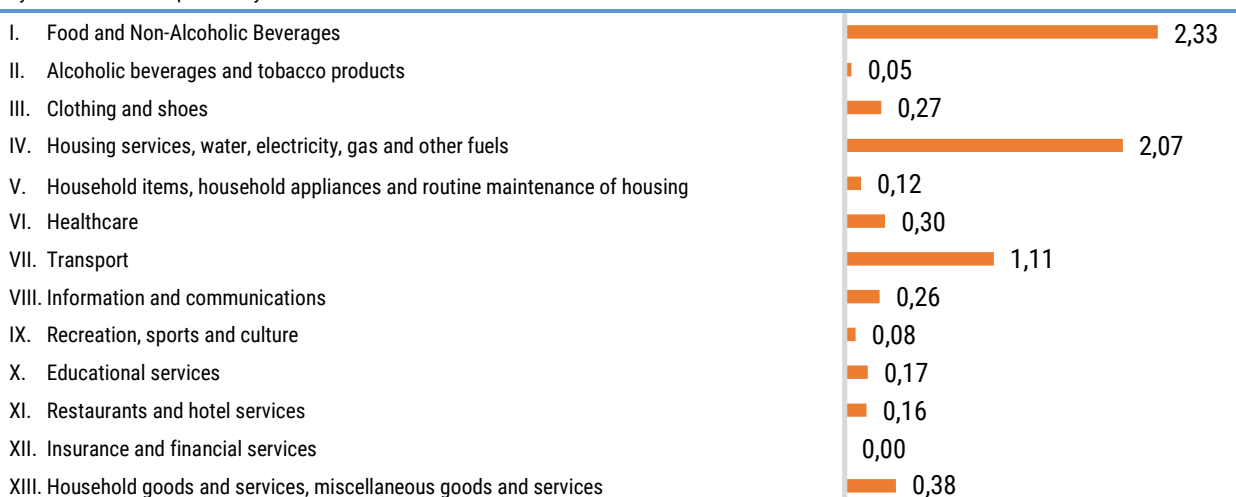 I. Food and Non-Alcoholic Beverages 2,33
II. Alcoholic beverages and tobacco products 0,05
III. Clothing and shoes 0,27
IV. Housing services, water, electricity, gas and other fuels 2,07
V. Household items, household appliances and routine maintenance of housing 0,12
VI. Healthcare 0,30
VII. Transport 1,11
VIII. Information and communications 0,26
IX. Recreation, sports and culture 0,08
X. Educational services 0,17
XI. Restaurants and hotel services 0,16
XII. Insurance and financial services 0,00
XIII. Household goods and services, miscellaneous goods and services 0,38